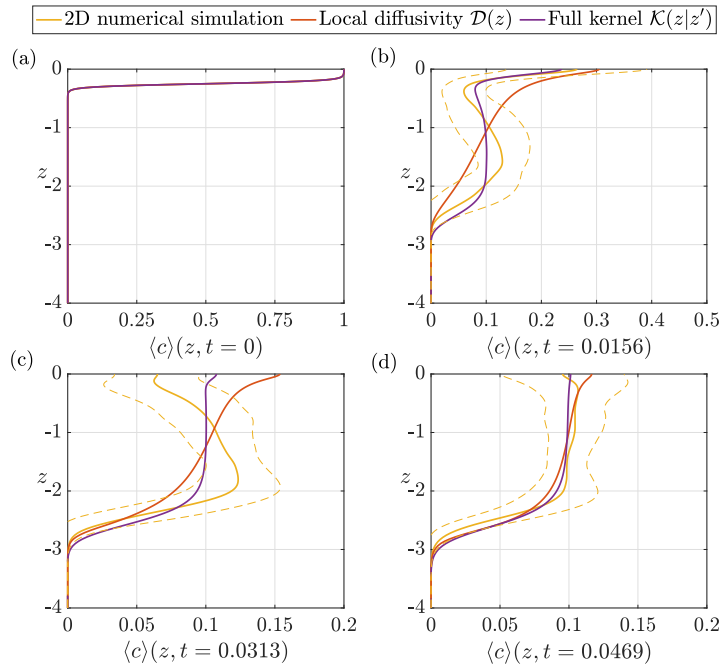 2D numerical simulation Local diffusivity 𝒟(z) Full kernel 𝒦(z|z′)
(a) (b)
0 0
-1 -1
z z
-2 -2
-3 -3
-4 -4
0 0.25 0.5 0.75 1 0 0.1 0.2 0.3 0.4 0.5
⟨c⟩(z, t = 0) ⟨c⟩(z, t = 0.0156)
(c) (d)
0 0
-1 -1
z z
-2 -2
-3 -3
-4 -4
0 0.05 0.1 0.15 0.2 0 0.05 0.1 0.15 0.2
⟨c⟩(z, t = 0.0313) ⟨c⟩(z, t = 0.0469)